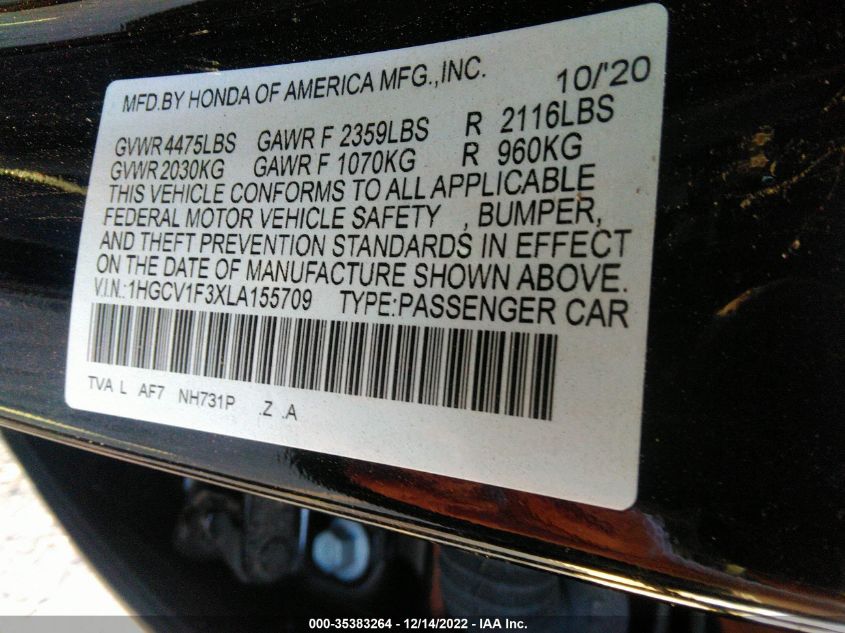 MFD.BY HONDA OF AMERICA MFG.,INC. 10/'20
GVWR 4475LBS GAWR F 2359LBS R 2116LBS
GVWR 2030KG GAWR F 1070KG R 960KG
THIS VEHICLE CONFORMS TO ALL APPLICABLE
FEDERAL MOTOR VEHICLE SAFETY , BUMPER,
AND THEFT PREVENTION STANDARDS IN EFFECT
ON THE DATE OF MANUFACTURE SHOWN ABOVE.
V.I.N.:1HGCV1F3XLA155709 TYPE:PASSENGER CAR
TVA L AF7 NH731P .Z .A
000-35383264 - 12/14/2022 - IAA Inc.